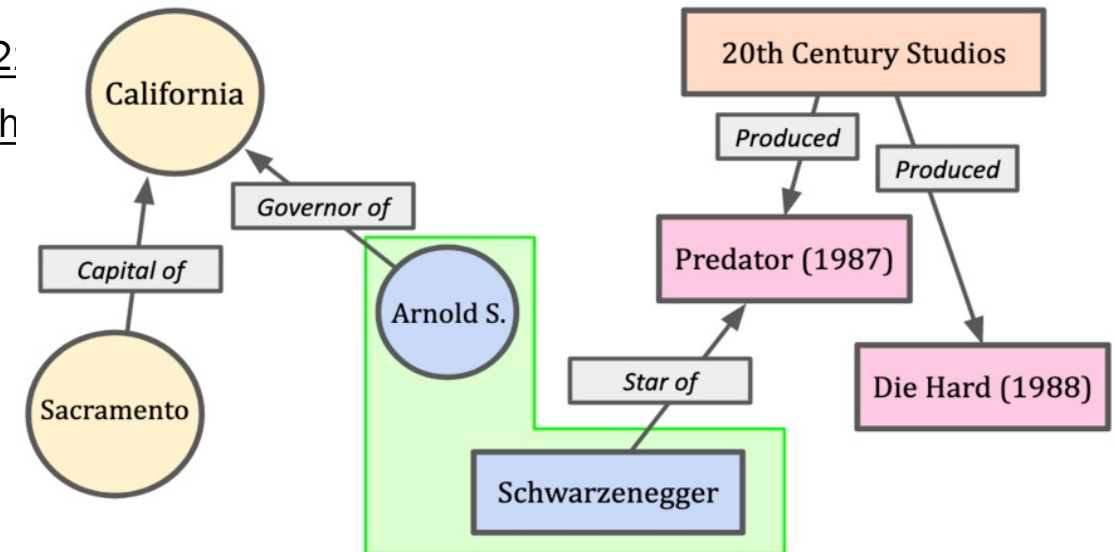 2:
h
California
20th Century Studios
Produced
Produced
Governor of
Capital of
Predator (1987)
Arnold S.
Star of
Die Hard (1988)
Sacramento
Schwarzenegger